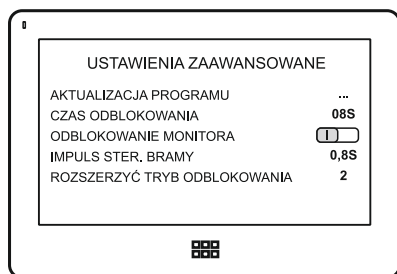 USTAWIENIA ZAAWANSOWANE
AKTUALIZACJA PROGRAMU ...
CZAS ODBLOKOWANIA 08S
ODBLOKOWANIE MONITORA
IMPULS STER. BRAMY 0,8S
ROZSZERZYĆ TRYB ODBLOKOWANIA 2